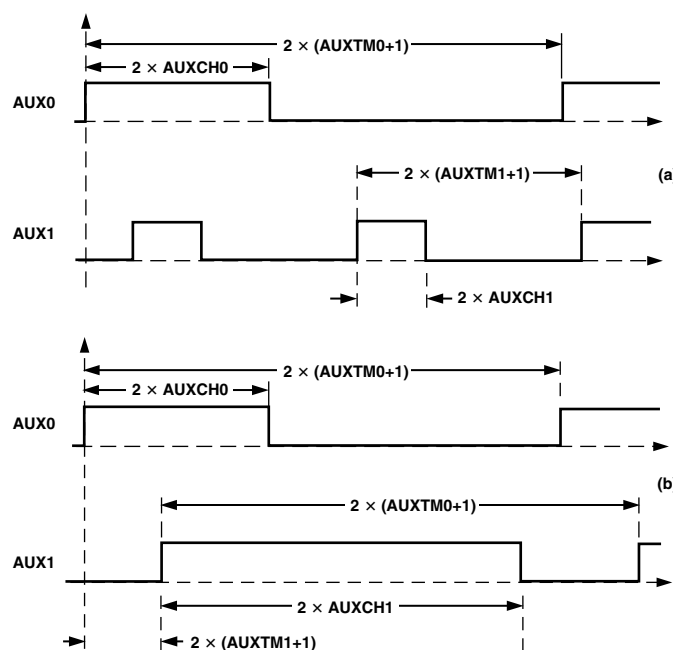 2 × (AUXTM0+1)
2 × AUXCH0
AUX0
2 × (AUXTM1+1)
(a)
AUX1
2 × AUXCH1
2 × (AUXTM0+1)
2 × AUXCH0
AUX0
(b)
2 × (AUXTM0+1)
AUX1
2 × AUXCH1
2 × (AUXTM1+1)